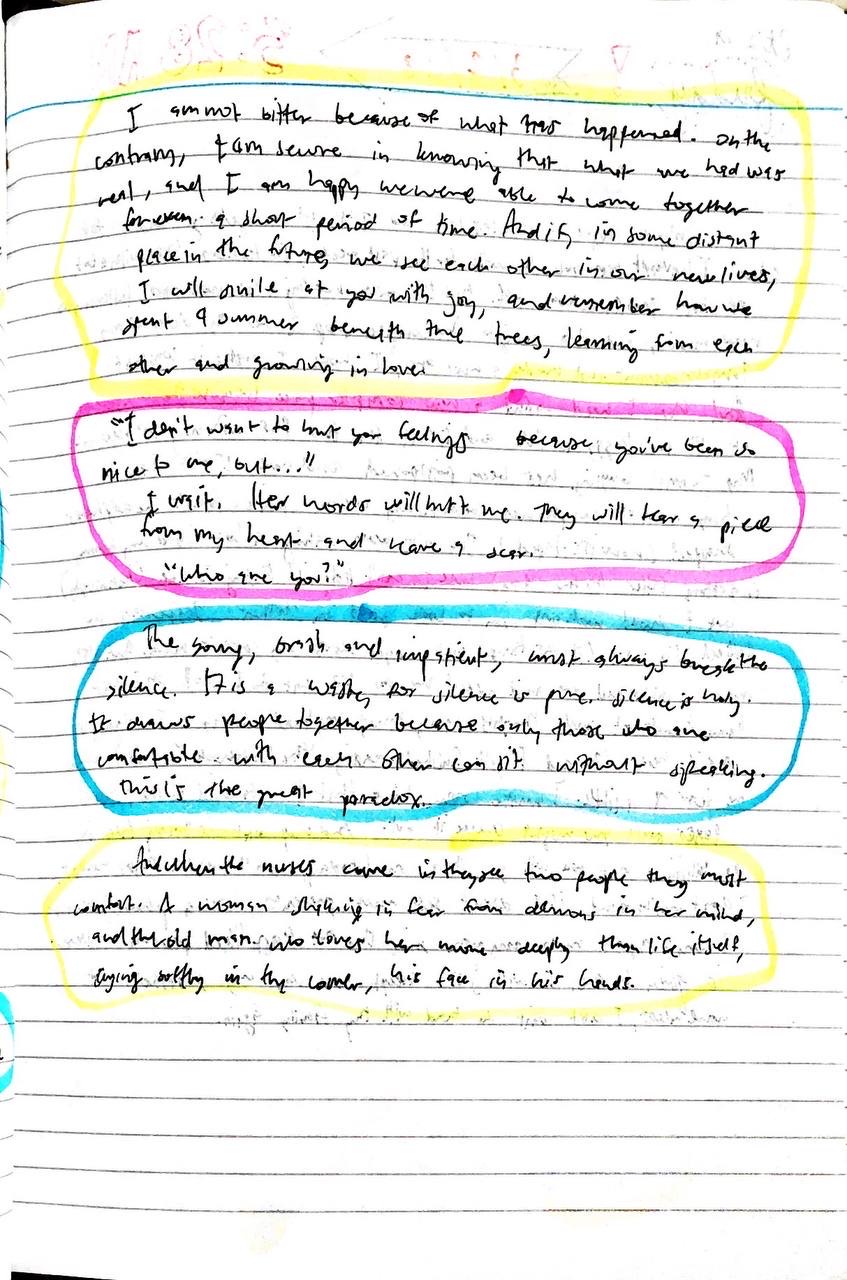 I am not bitter because of what has happened. On the
contrary, I am secure in knowing that what we had was
real, and I am happy we were able to come together
for even a short period of time. And if, in some distant
place in the future, we see each other in our new lives,
I will smile at you with joy, and remember how we
spent a summer beneath the trees, learning from each
other and growing in love.
"I don't want to hurt your feelings because you've been so
nice to me, but..."
I wait. Her words will hurt me. They will tear a piece
from my heart and leave a scar.
"Who are you?"
The young, brash and impatient, must always break the
silence. It is a waste, for silence is pure. Silence is holy.
It draws people together because only those who are
comfortable with each other can sit without speaking.
This is the great paradox.
And when the nurses come in they see two people they must
comfort. A woman shaking in fear from demons in her mind,
and the old man who loves her more deeply than life itself,
crying softly in the corner, his face in his hands.